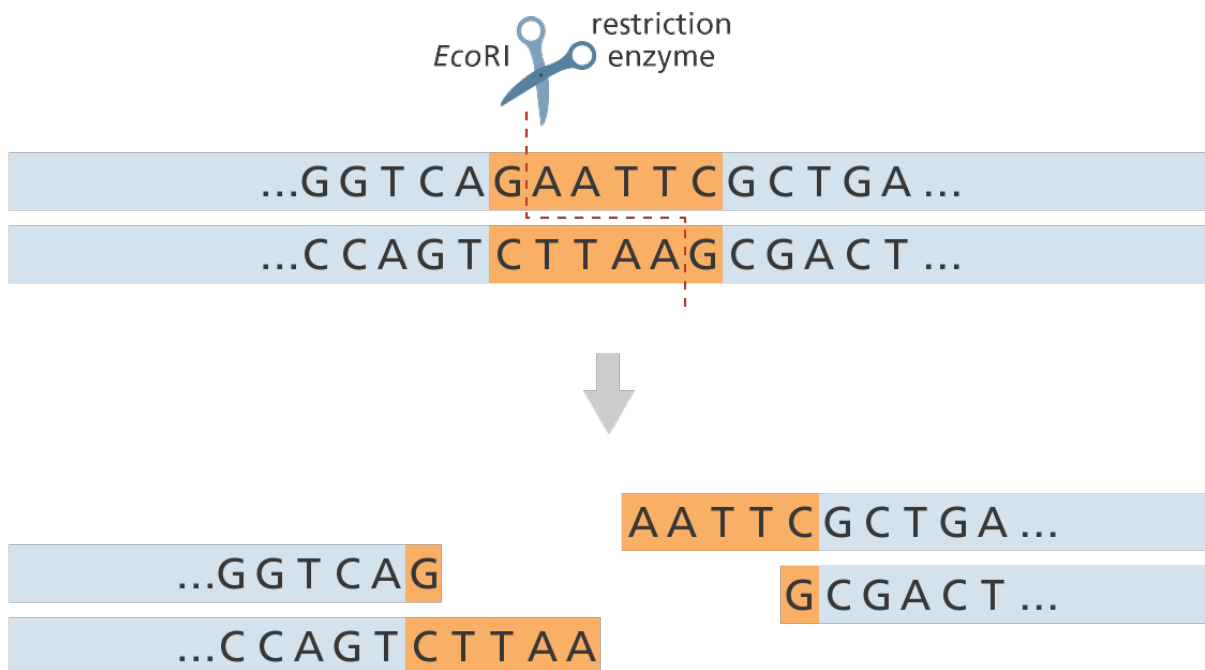 EcoRI
restriction
enzyme
...GGTCAGAATTCGCTGA...
...CCAGTCTTAAGCGACT...
AATTCGCTGA...
...GGTCAG
GCGACT...
...CCAGTCTTAA